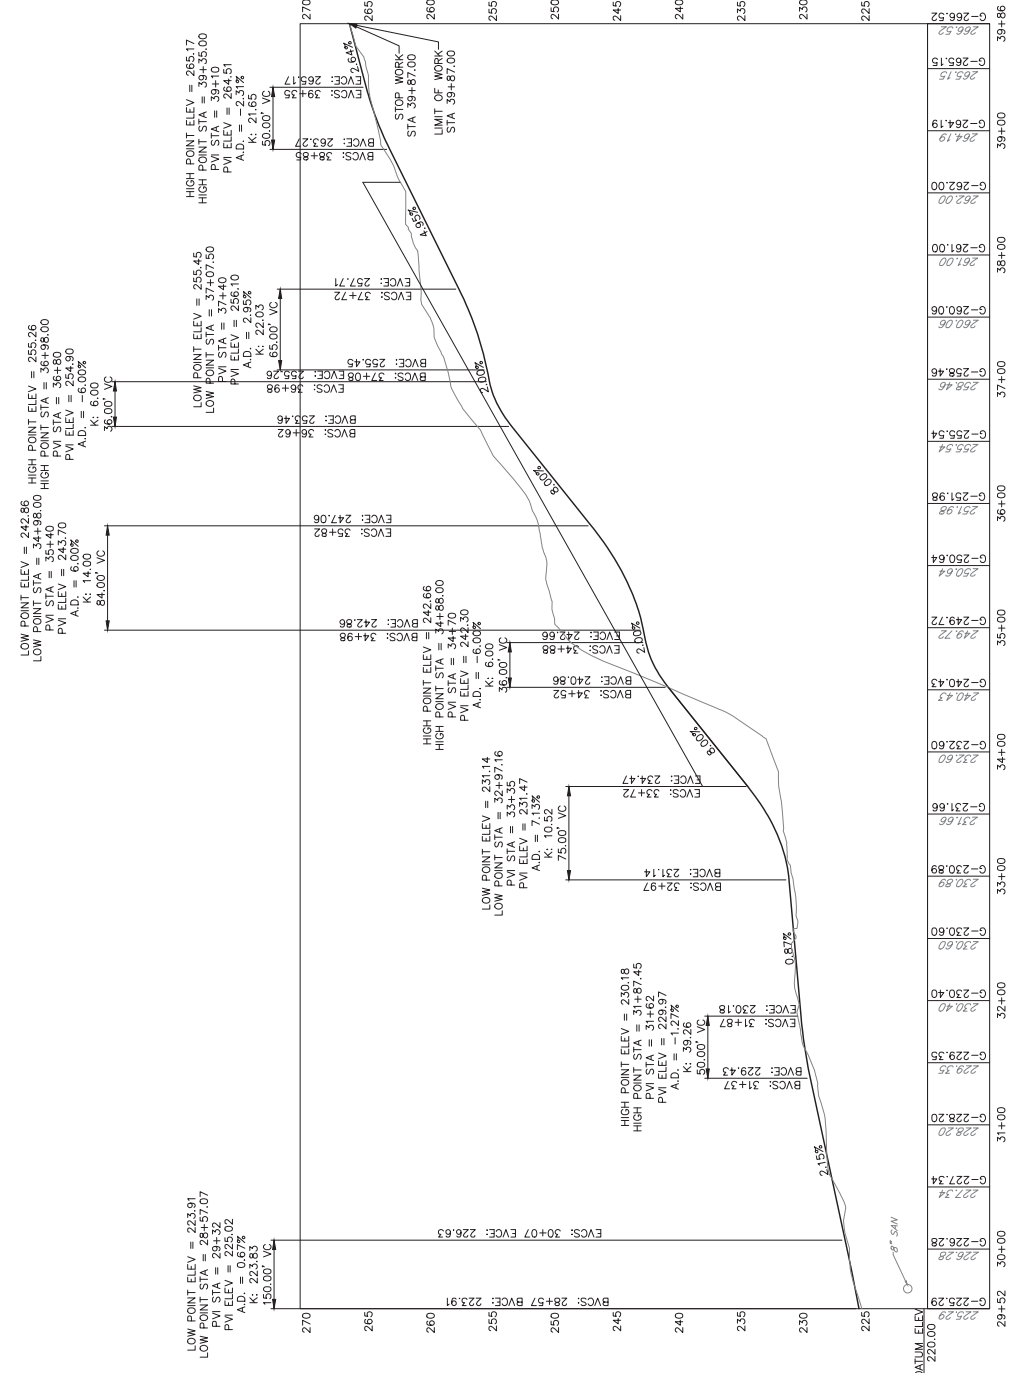 LOW POINT ELEV = 223.91
LOW POINT STA = 28+57.07
PVI STA = 29+32
PVI ELEV = 225.02
A.D. = 0.67%
K: 223.83
150.00' VC
BVCS: 28+57 BVCE: 223.91
EVCS: 30+07 EVCE 226.63
HIGH POINT ELEV = 230.18
HIGH POINT STA = 31+87.45
PVI STA = 31+62
PVI ELEV = 229.97
A.D. = -1.27%
K: 39.26
50.00' VC
BVCS: 31+37
BVCE: 229.43
EVCS: 31+87
EVCE: 230.18
LOW POINT ELEV = 231.14
LOW POINT STA = 32+97.16
PVI STA = 33+35
PVI ELEV = 231.47
A.D. = 7.13%
K: 10.52
75.00' VC
BVCS: 32+97
BVCE: 231.14
EVCS: 33+72
EVCE: 234.47
HIGH POINT ELEV = 242.66
HIGH POINT STA = 34+88.00
PVI STA = 34+70
PVI ELEV = 242.30
A.D. = -6.00%
K: 6.00
36.00' VC
BVCS: 34+52
BVCE: 240.86
EVCS: 34+88
EVCE: 242.66
LOW POINT ELEV = 242.86
LOW POINT STA = 34+98.00
PVI STA = 35+40
PVI ELEV = 243.70
A.D. = 6.00%
K: 14.00
84.00' VC
BVCS: 34+98
BVCE: 242.86
EVCS: 35+82
EVCE: 247.06
HIGH POINT ELEV = 255.26
HIGH POINT STA = 36+98.00
PVI STA = 36+80
PVI ELEV = 254.90
A.D. = -6.00%
K: 6.00
36.00' VC
BVCS: 36+62
BVCE: 253.46
EVCS: 36+98
EVCE: 255.26
LOW POINT ELEV = 255.45
LOW POINT STA = 37+07.50
PVI STA = 37+40
PVI ELEV = 256.10
A.D. = 2.95%
K: 22.03
65.00' VC
BVCS: 37+08
BVCE: 255.45
EVCS: 37+72
EVCE: 257.71
HIGH POINT ELEV = 265.17
HIGH POINT STA = 39+35.00
PVI STA = 39+10
PVI ELEV = 264.51
A.D. = -2.31%
K: 21.65
50.00' VC
BVCS: 38+85
BVCE: 263.27
EVCS: 39+35
EVCE: 265.17
STOP WORK
STA 39+87.00
LIMIT OF WORK
STA 39+87.00
2.15%
0.87%
8.00%
2.00%
8.00%
2.00%
4.95%
2.64%
8" SAN
270
265
260
255
250
245
240
235
230
225
270
265
260
255
250
245
240
235
230
225
DATUM ELEV
220.00
G-225.29
225.29
G-226.28
226.28
G-227.34
227.34
G-228.20
228.20
G-229.35
229.35
G-230.40
230.40
G-230.60
230.60
G-230.89
230.89
G-231.66
231.66
G-232.60
232.60
G-240.43
240.43
G-249.72
249.72
G-250.64
250.64
G-251.98
251.98
G-255.54
255.54
G-258.46
258.46
G-260.06
260.06
G-261.00
261.00
G-262.00
262.00
G-264.19
264.19
G-265.15
265.15
G-266.52
266.52
29+52
30+00
31+00
32+00
33+00
34+00
35+00
36+00
37+00
38+00
39+00
39+86